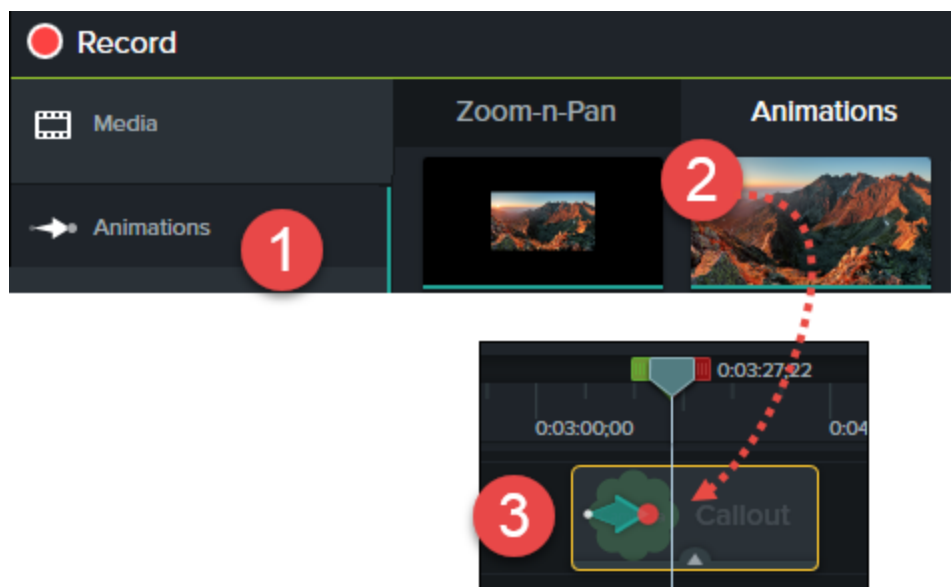 Record
Media
Zoom-n-Pan
Animations
2
Animations
1
0:03:27;22
0:03:00;00
0:04
3
Callout